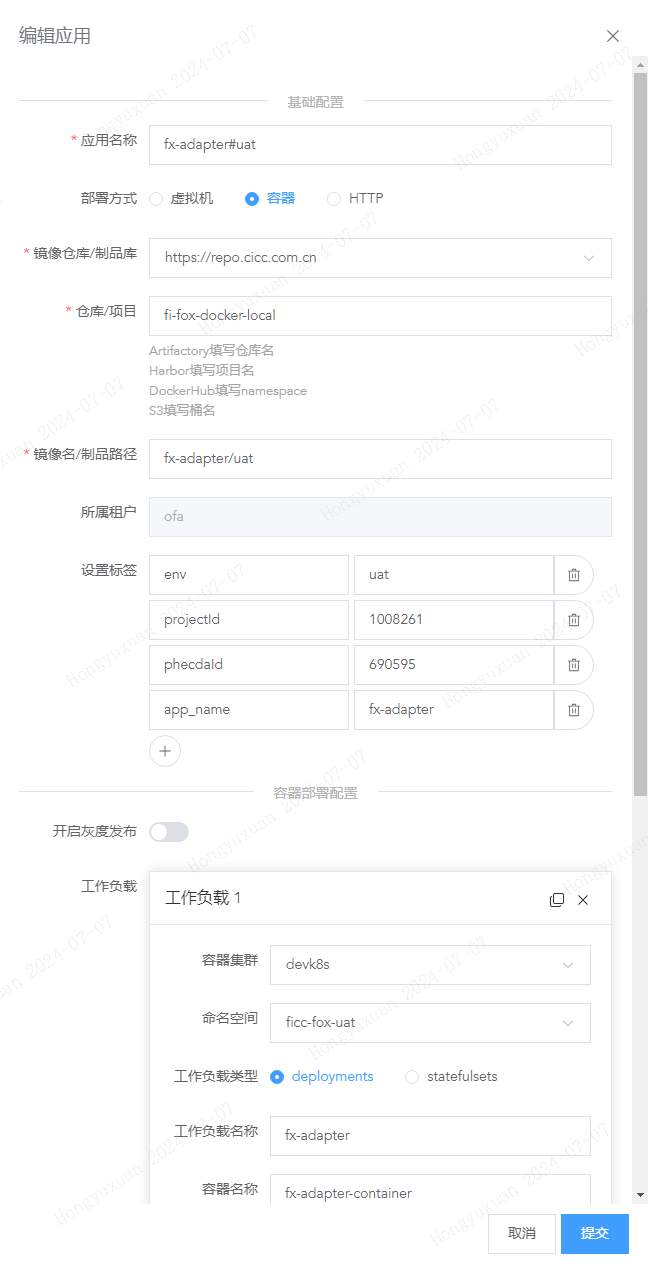 编辑应用
基础配置
* 应用名称 fx-adapter#uat
部署方式 虚拟机 容器 HTTP
* 镜像仓库/制品库 https://repo.cicc.com.cn
* 仓库/项目 fi-fox-docker-local
Artifactory填写仓库名
Harbor填写项目名
DockerHub填写namespace
S3填写桶名
* 镜像名/制品路径 fx-adapter/uat
所属租户 ofa
设置标签 env uat
projectId 1008261
phecdaId 690595
app_name fx-adapter
容器部署配置
开启灰度发布
工作负载 工作负载 1
容器集群 devk8s
命名空间 ficc-fox-uat
工作负载类型 deployments statefulsets
工作负载名称 fx-adapter
容器名称 fx-adapter-container
取消 提交
Hongyuxuan 2024-07-07